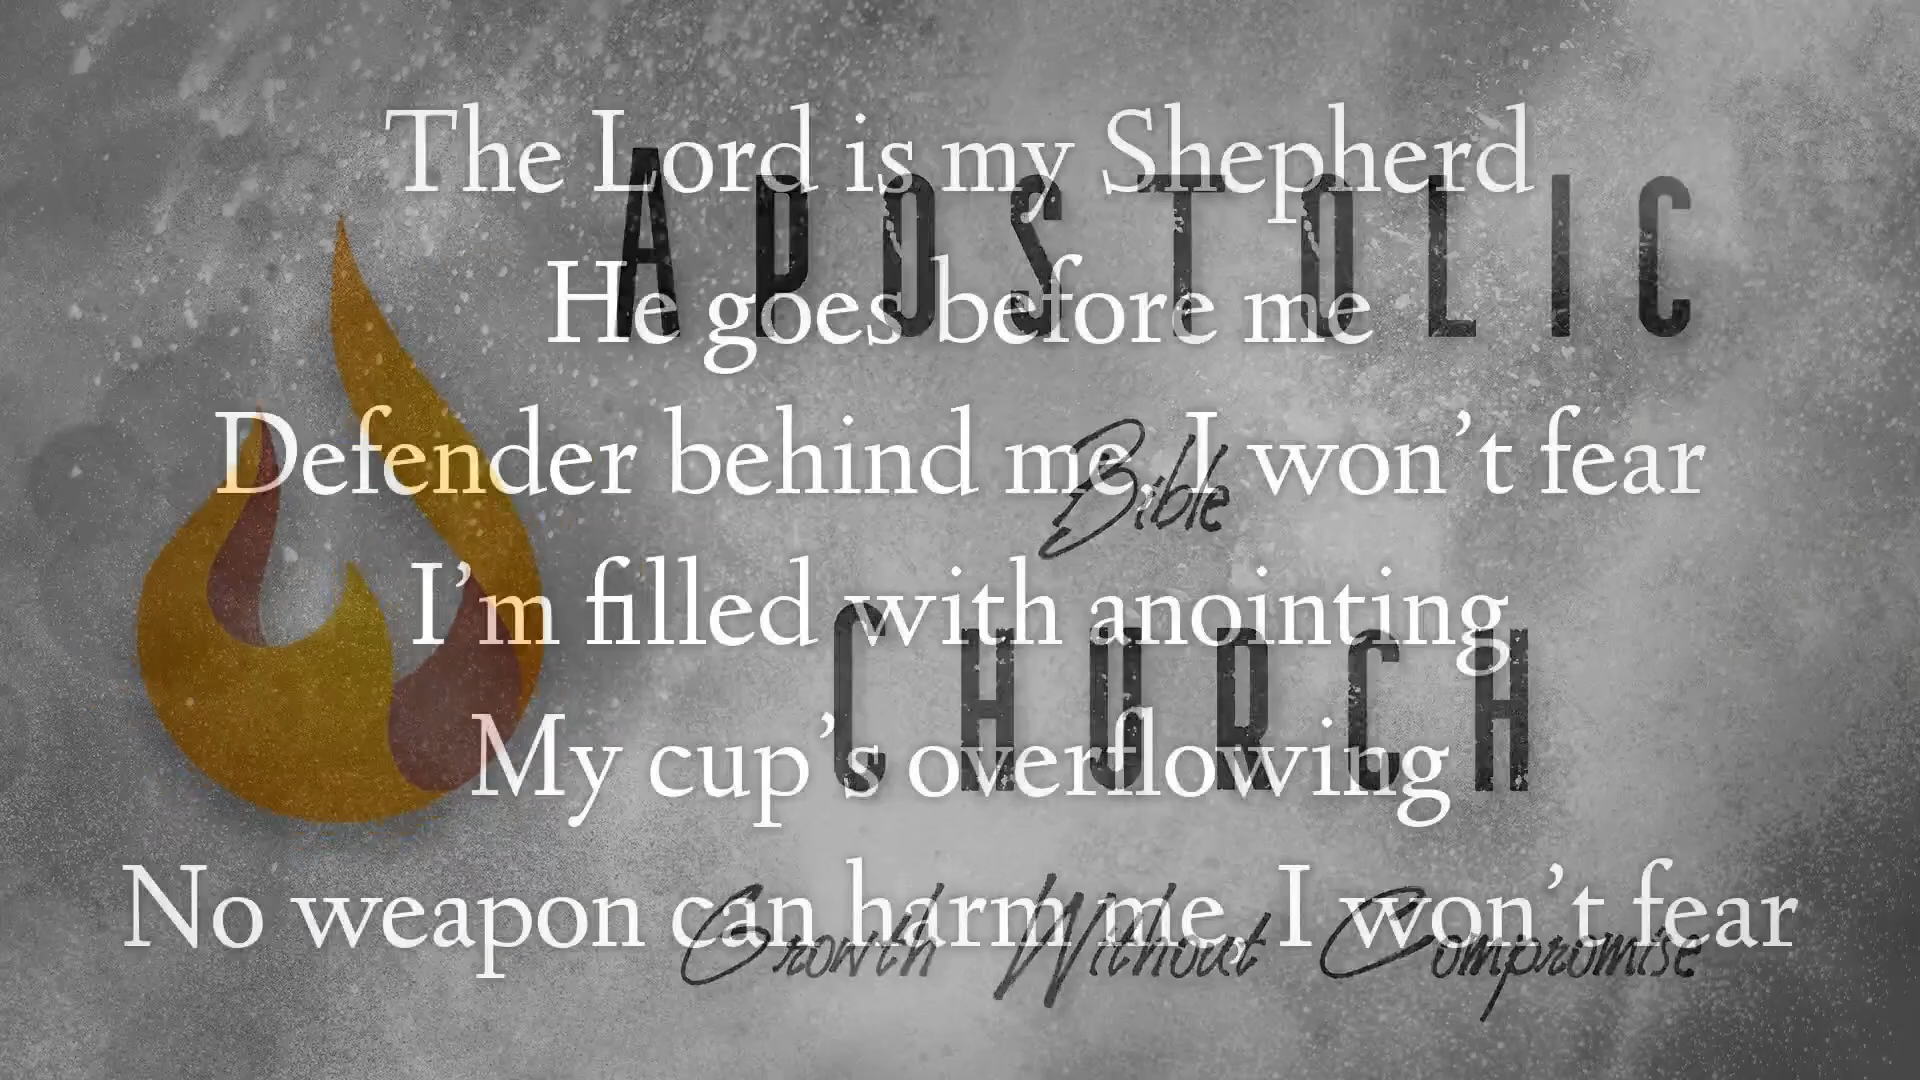 The Lord is my Shepherd
APOSTOLIC
He goes before me
Defender behind me, I won't fear
Bible
I'm filled with anointing
CHURCH
My cup's overflowing
No weapon can harm me, I won't fear
Growth Without Compromise